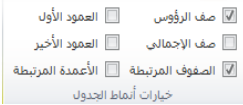 صف الرؤوس العمود الأول
صف الإجمالي العمود الأخير
الصفوف المرتبطة الأعمدة المرتبطة
خيارات أنماط الجدول